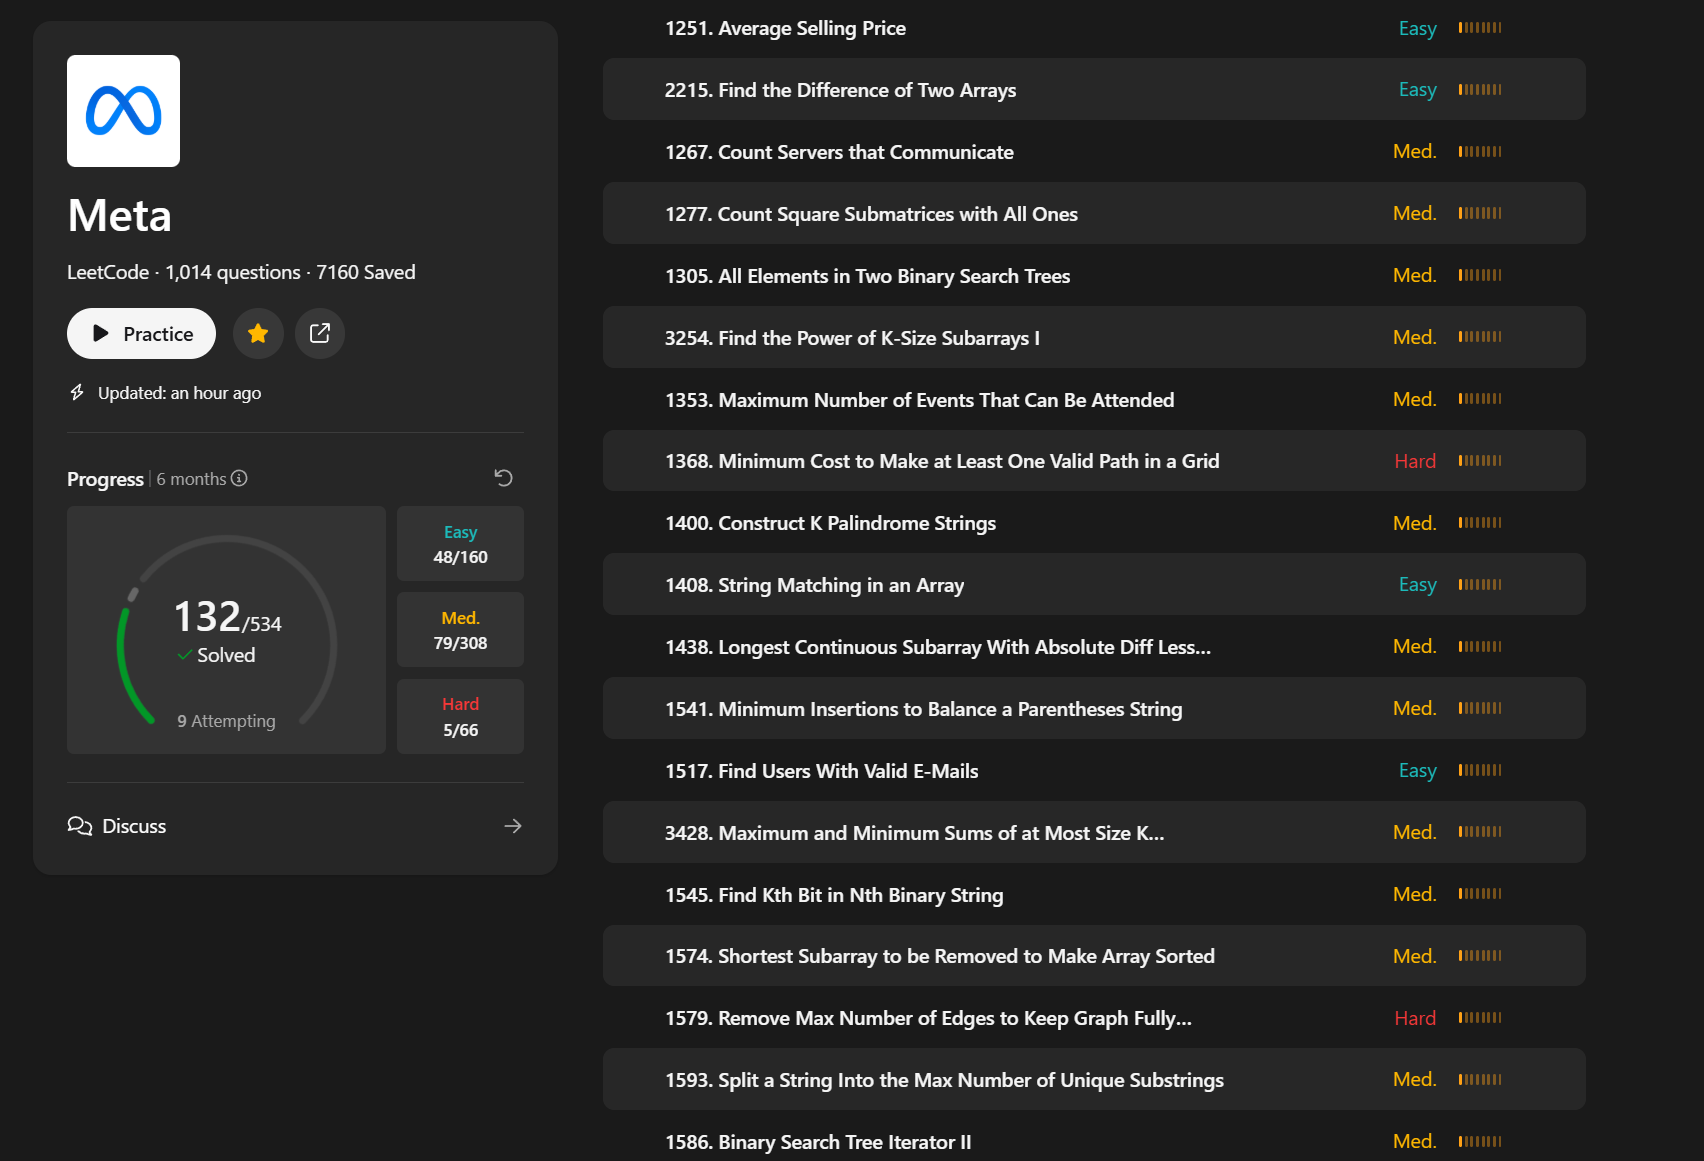 Meta
LeetCode · 1,014 questions · 7160 Saved
Practice
Updated: an hour ago
Progress | 6 months
132/534
Solved
9 Attempting
Easy
48/160
Med.
79/308
Hard
5/66
Discuss
1251. Average Selling Price Easy
2215. Find the Difference of Two Arrays Easy
1267. Count Servers that Communicate Med.
1277. Count Square Submatrices with All Ones Med.
1305. All Elements in Two Binary Search Trees Med.
3254. Find the Power of K-Size Subarrays I Med.
1353. Maximum Number of Events That Can Be Attended Med.
1368. Minimum Cost to Make at Least One Valid Path in a Grid Hard
1400. Construct K Palindrome Strings Med.
1408. String Matching in an Array Easy
1438. Longest Continuous Subarray With Absolute Diff Less... Med.
1541. Minimum Insertions to Balance a Parentheses String Med.
1517. Find Users With Valid E-Mails Easy
3428. Maximum and Minimum Sums of at Most Size K... Med.
1545. Find Kth Bit in Nth Binary String Med.
1574. Shortest Subarray to be Removed to Make Array Sorted Med.
1579. Remove Max Number of Edges to Keep Graph Fully... Hard
1593. Split a String Into the Max Number of Unique Substrings Med.
1586. Binary Search Tree Iterator II Med.